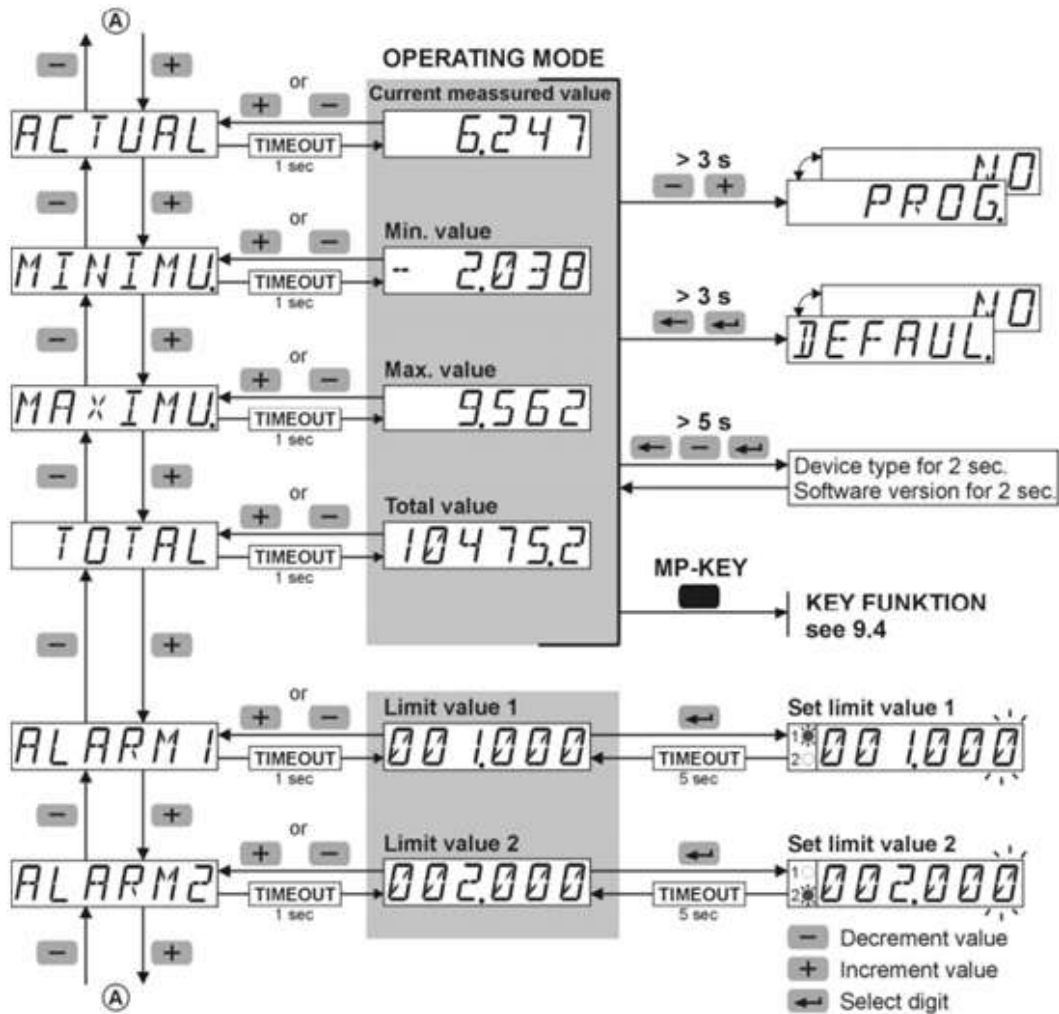 A
− +
OPERATING MODE
or
+ −
Current meassured value
ACTUAL
TIMEOUT
1 sec
6.247
> 3 s
− +
NO
PROG.
− +
or
+ −
Min. value
MINIMU.
TIMEOUT
1 sec
- 2.038
> 3 s
NO
DEFAUL.
− +
or
+ −
Max. value
MAXIMU.
TIMEOUT
1 sec
9.562
> 5 s
−
Device type for 2 sec.
Software version for 2 sec.
− +
or
+ −
Total value
TOTAL
TIMEOUT
1 sec
10475.2
MP-KEY
KEY FUNKTION
see 9.4
− +
or
+ −
Limit value 1
Set limit value 1
ALARM1
TIMEOUT
1 sec
001.000
TIMEOUT
5 sec
1
2
001.000
− +
or
+ −
Limit value 2
Set limit value 2
ALARM2
TIMEOUT
1 sec
002.000
TIMEOUT
5 sec
1
2
002.000
− +
A
− Decrement value
+ Increment value
Select digit